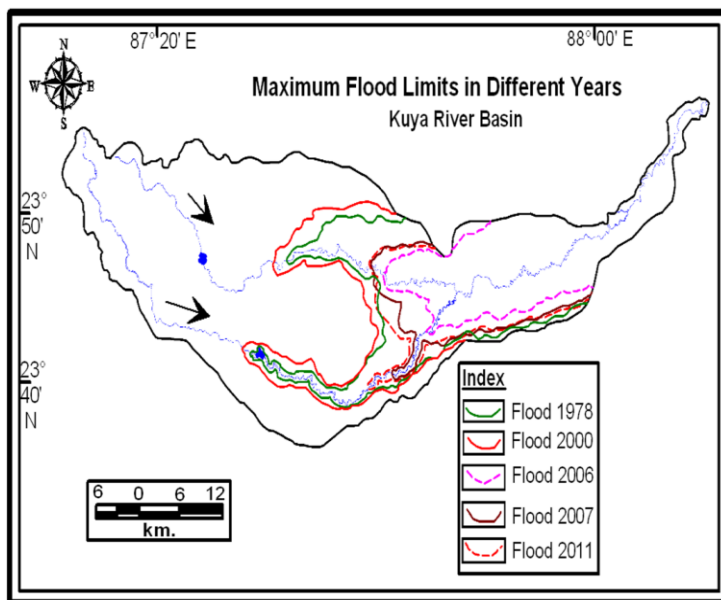 87°20' E
88°00' E
N
W E
S
Maximum Flood Limits in Different Years
Kuya River Basin
23°
50'
N
23°
40'
N
Index
Flood 1978
Flood 2000
Flood 2006
Flood 2007
Flood 2011
6 0 6 12
km.